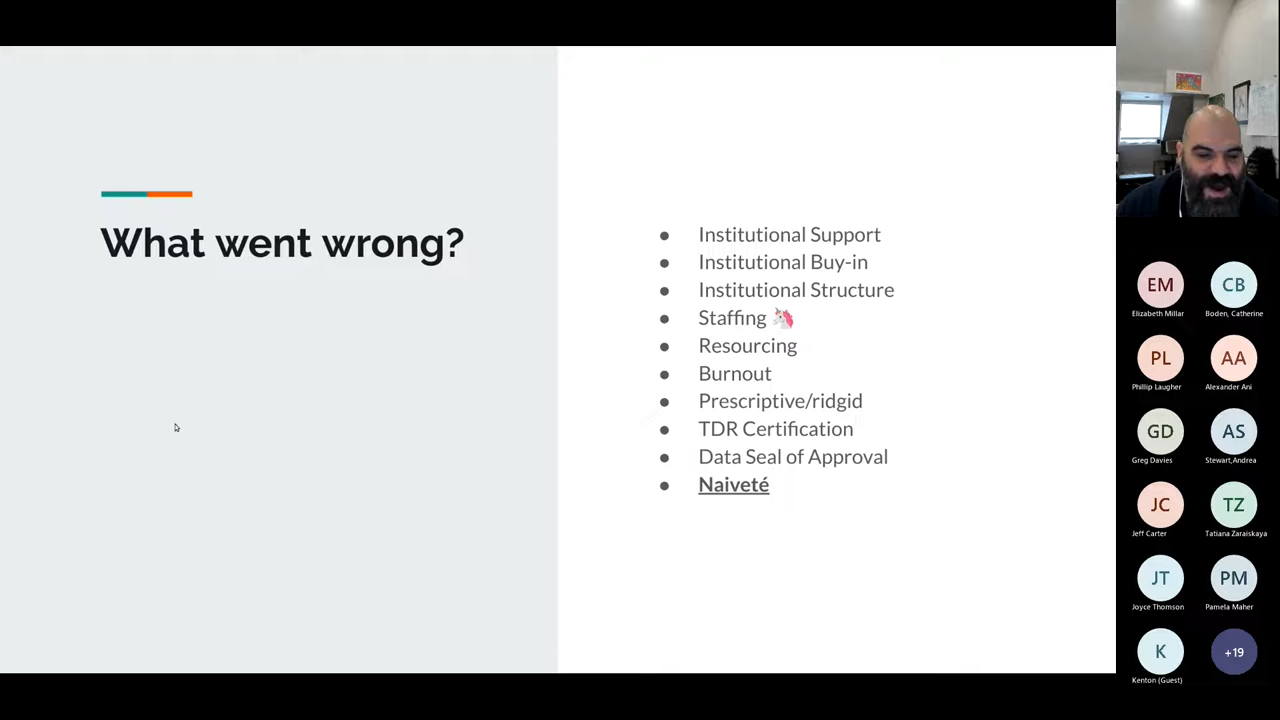 What went wrong?
● Institutional Support
● Institutional Buy-in
● Institutional Structure
● Staffing 🦄
● Resourcing
● Burnout
● Prescriptive/ridgid
● TDR Certification
● Data Seal of Approval
● Naiveté
EM
CB
Elizabeth Millar
Boden, Catherine
PL
AA
Phillip Laugher
Alexander Ani
GD
AS
Greg Davies
Stewart,Andrea
JC
TZ
Jeff Carter
Tatiana Zaraiskaya
JT
PM
Joyce Thomson
Pamela Maher
K
+19
Kenton (Guest)